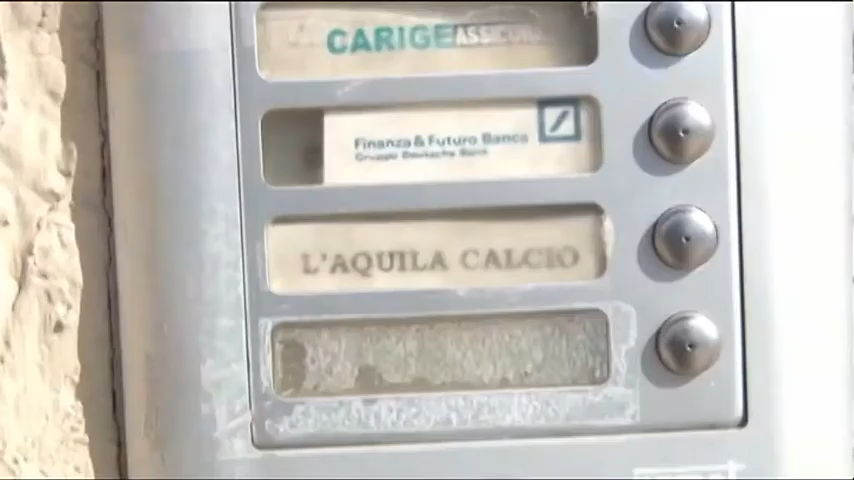 CARIGE
Finanza & Futuro Banca
Gruppo Deutsche Bank
L'AQUILA CALCIO